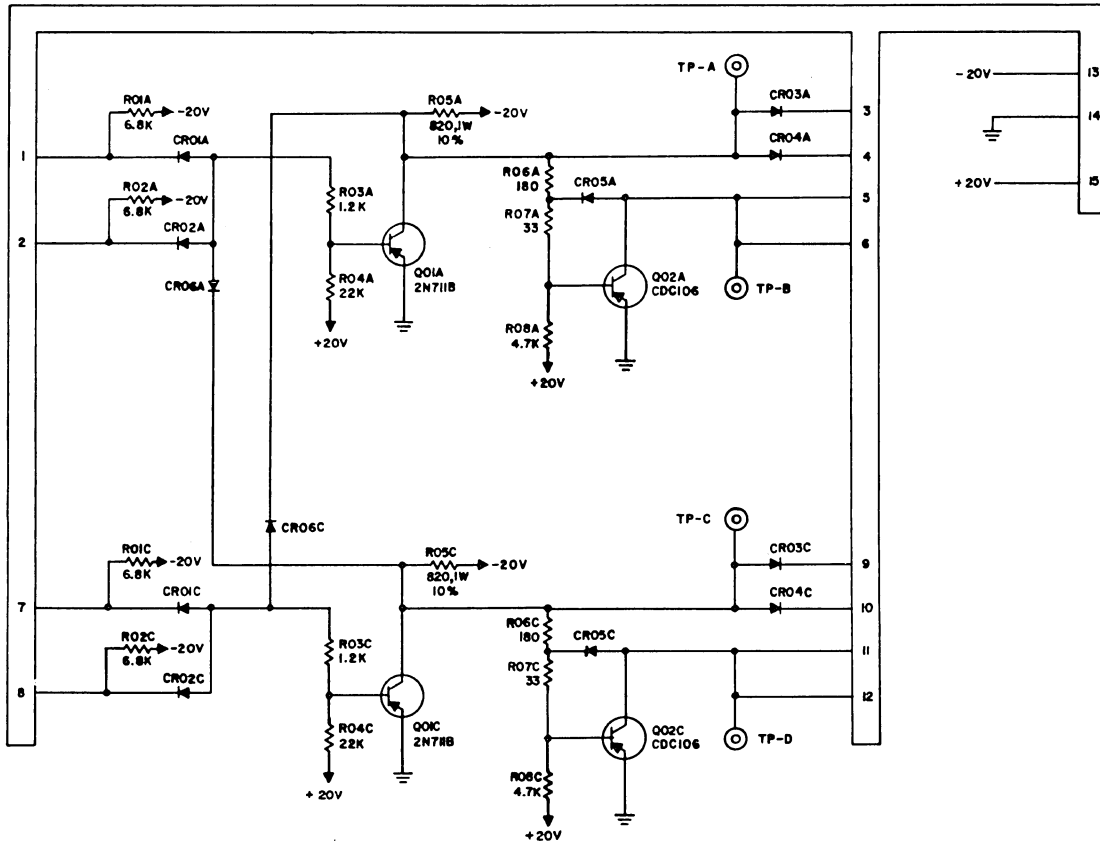 TP-A
-20V 13
R01A -20V
6.8K
R05A -20V
820,1W
10%
CR03A 3
14
CR01A
1
CR04A 4
R02A -20V
6.8K
R06A
180
CR05A
+20V 15
R03A
1.2K
R07A
33
5
CR02A
2
6
CR06A
R04A
22K
Q01A
2N711B
Q02A
CDC106
TP-B
+20V
R08A
4.7K
+20V
TP-C
CR06C
R01C -20V
6.8K
R05C -20V
820,1W
10%
CR03C 9
CR01C
7
CR04C 10
R02C -20V
6.8K
R06C
180
CR05C
R03C
1.2K
R07C
33
11
CR02C
8
12
R04C
22K
Q01C
2N711B
Q02C
CDC106
TP-D
+20V
R08C
4.7K
+20V